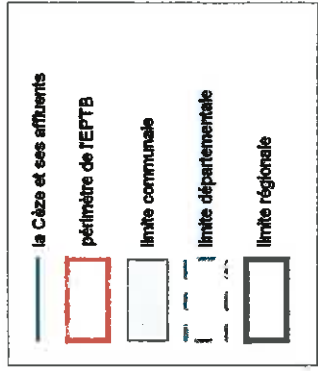 la Cèze et ses affluents
périmètre de l'EPTB
limite communale
limite départementale
limite régionale